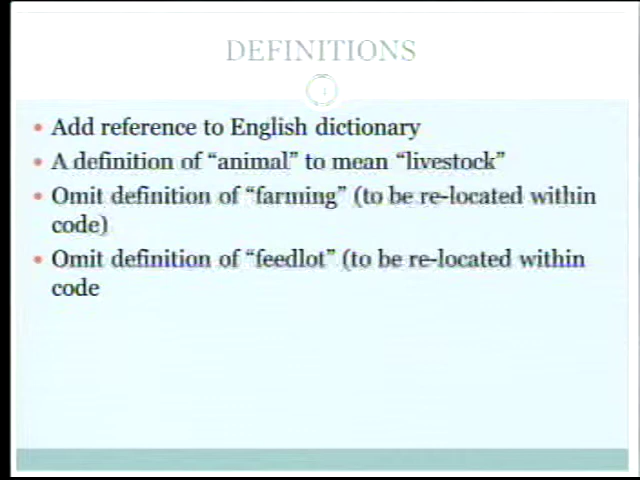 DEFINITIONS
Add reference to English dictionary
A definition of “animal” to mean “livestock”
Omit definition of “farming” (to be re-located within
code)
Omit definition of “feedlot” (to be re-located within
code